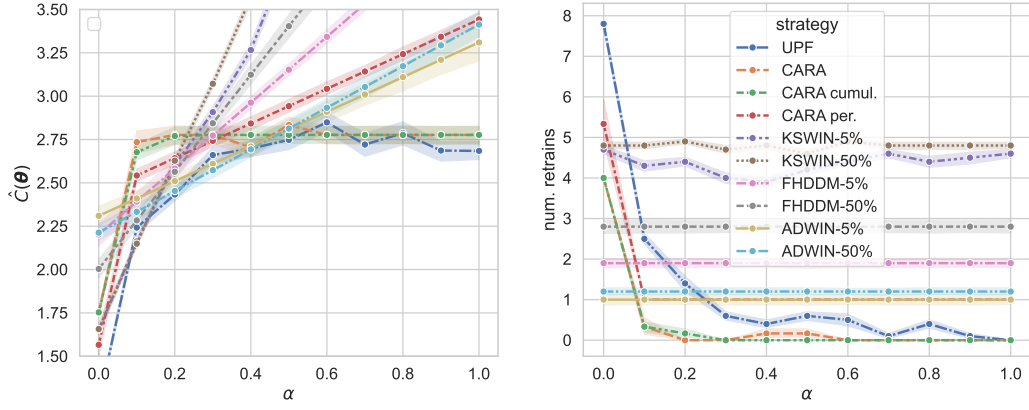 3.50
3.25
3.00
2.75
2.50
2.25
2.00
1.75
1.50
Ĉ(θ)
0.0 0.2 0.4 0.6 0.8 1.0
α
8
7
6
5
4
3
2
1
0
num. retrains
strategy
UPF
CARA
CARA cumul.
CARA per.
KSWIN-5%
KSWIN-50%
FHDDM-5%
FHDDM-50%
ADWIN-5%
ADWIN-50%
0.0 0.2 0.4 0.6 0.8 1.0
α